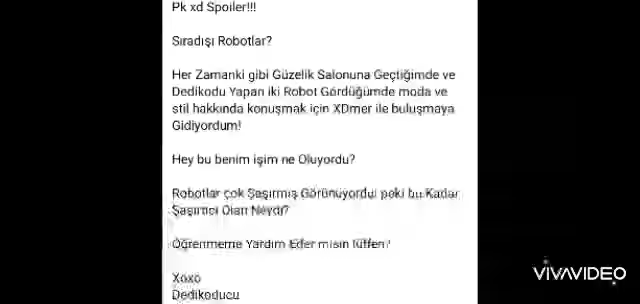 Pk xd Spoiler!!!
Sıradışı Robotlar?
Her Zamanki gibi Güzelik Salonuna Geçtiğimde ve
Dedikodu Yapan iki Robot Gördüğümde moda ve
stil hakkında konuşmak için XDmer ile buluşmaya
Gidiyordum!
Hey bu benim işim ne Oluyordu?
Robotlar çok Şaşırmış Görünüyordu peki bu Kadar
Şaşırtıcı Olan Neydi?
Öğrenmeme Yardım Eder misin lütfen?
Xoxo
Dedikoducu
VIVAVIDEO